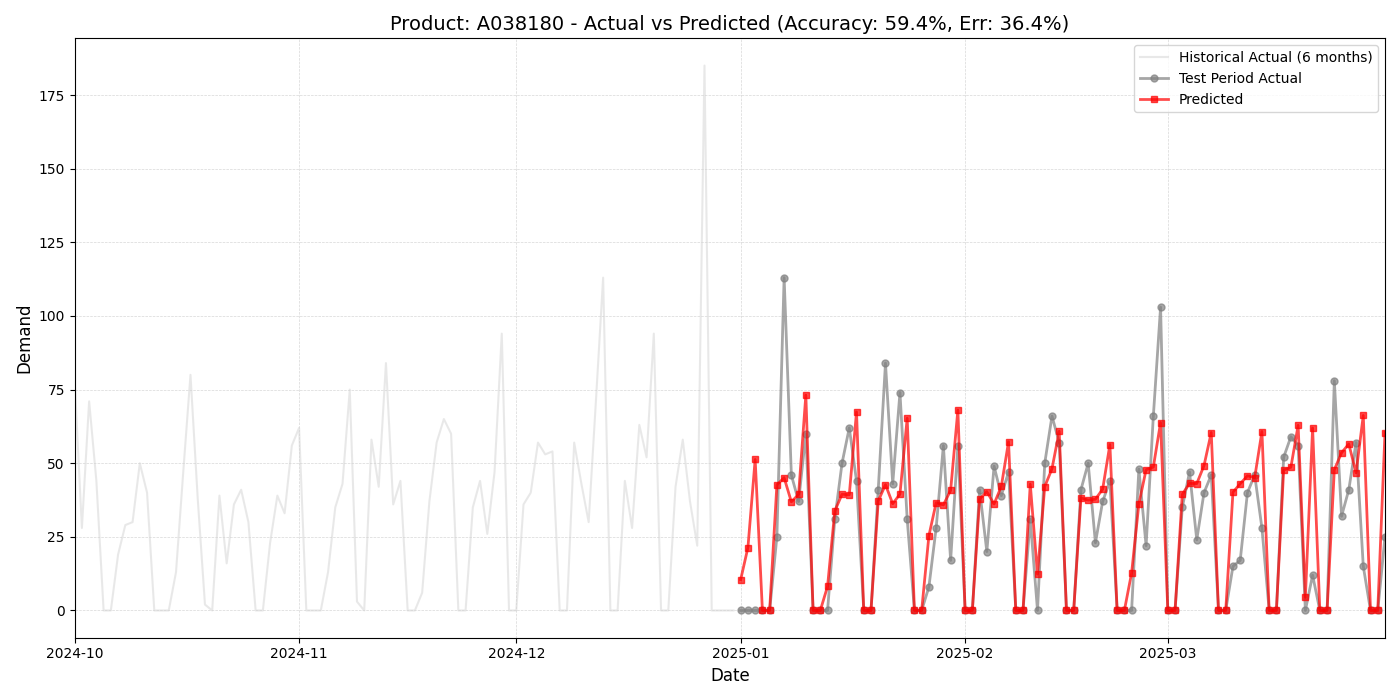 Product: A038180 - Actual vs Predicted (Accuracy: 59.4%, Err: 36.4%)
Historical Actual (6 months)
Test Period Actual
Predicted
175
150
125
100
75
50
25
0
Demand
2024-10
2024-11
2024-12
2025-01
2025-02
2025-03
Date